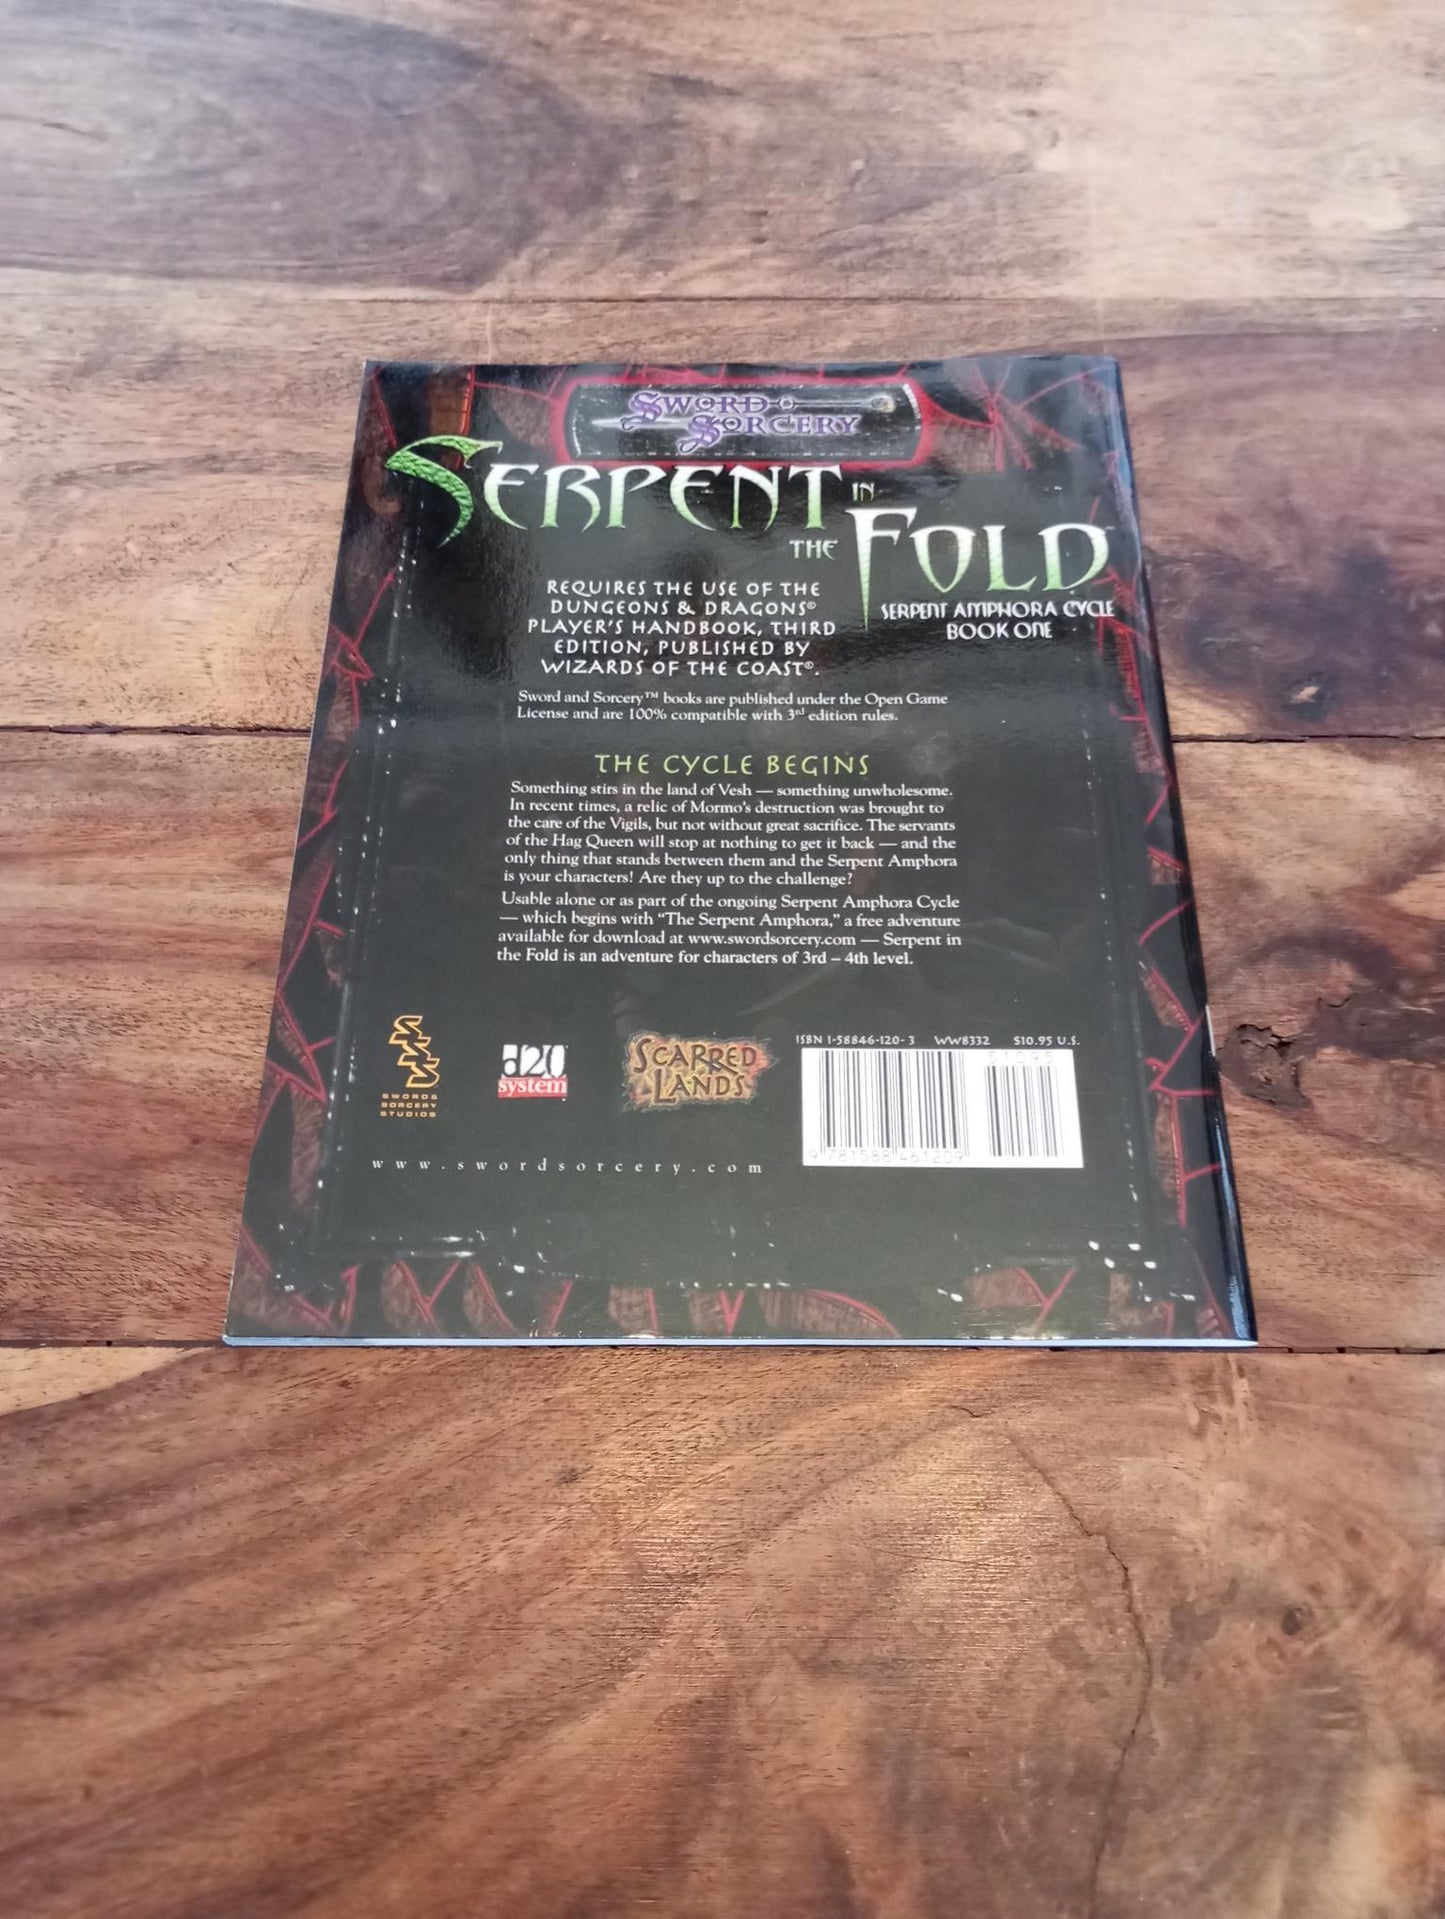 SWORD & SORCERY
SERPENT IN
THE FOLD™
SERPENT AMPHORA CYCLE
BOOK ONE
REQUIRES THE USE OF THE
DUNGEONS & DRAGONS®
PLAYER'S HANDBOOK, THIRD
EDITION, PUBLISHED BY
WIZARDS OF THE COAST®.
Sword and Sorcery™ books are published under the Open Game
License and are 100% compatible with 3rd edition rules.
THE CYCLE BEGINS
Something stirs in the land of Vesh — something unwholesome.
In recent times, a relic of Mormo's destruction was brought to
the care of the Vigils, but not without great sacrifice. The servants
of the Hag Queen will stop at nothing to get it back — and the
only thing that stands between them and the Serpent Amphora
is your characters! Are they up to the challenge?
Usable alone or as part of the ongoing Serpent Amphora Cycle
— which begins with “The Serpent Amphora,” a free adventure
available for download at www.swordsorcery.com — Serpent in
the Fold is an adventure for characters of 3rd – 4th level.
SWORD &
SORCERY
STUDIOS
d20
system
SCARRED
LANDS
ISBN 1-58846-120-3 WW8332 $10.95 U.S.
51095
9 781588 461209
www.swordsorcery.com